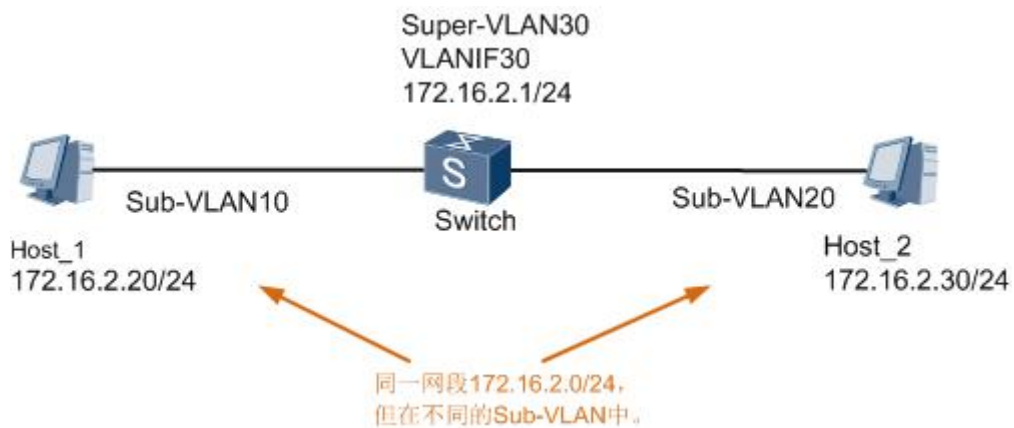 Super-VLAN30
VLANIF30
172.16.2.1/24
S
Sub-VLAN10
Switch
Sub-VLAN20
Host_1
172.16.2.20/24
Host_2
172.16.2.30/24
同一网段172.16.2.0/24，
但在不同的Sub-VLAN中。